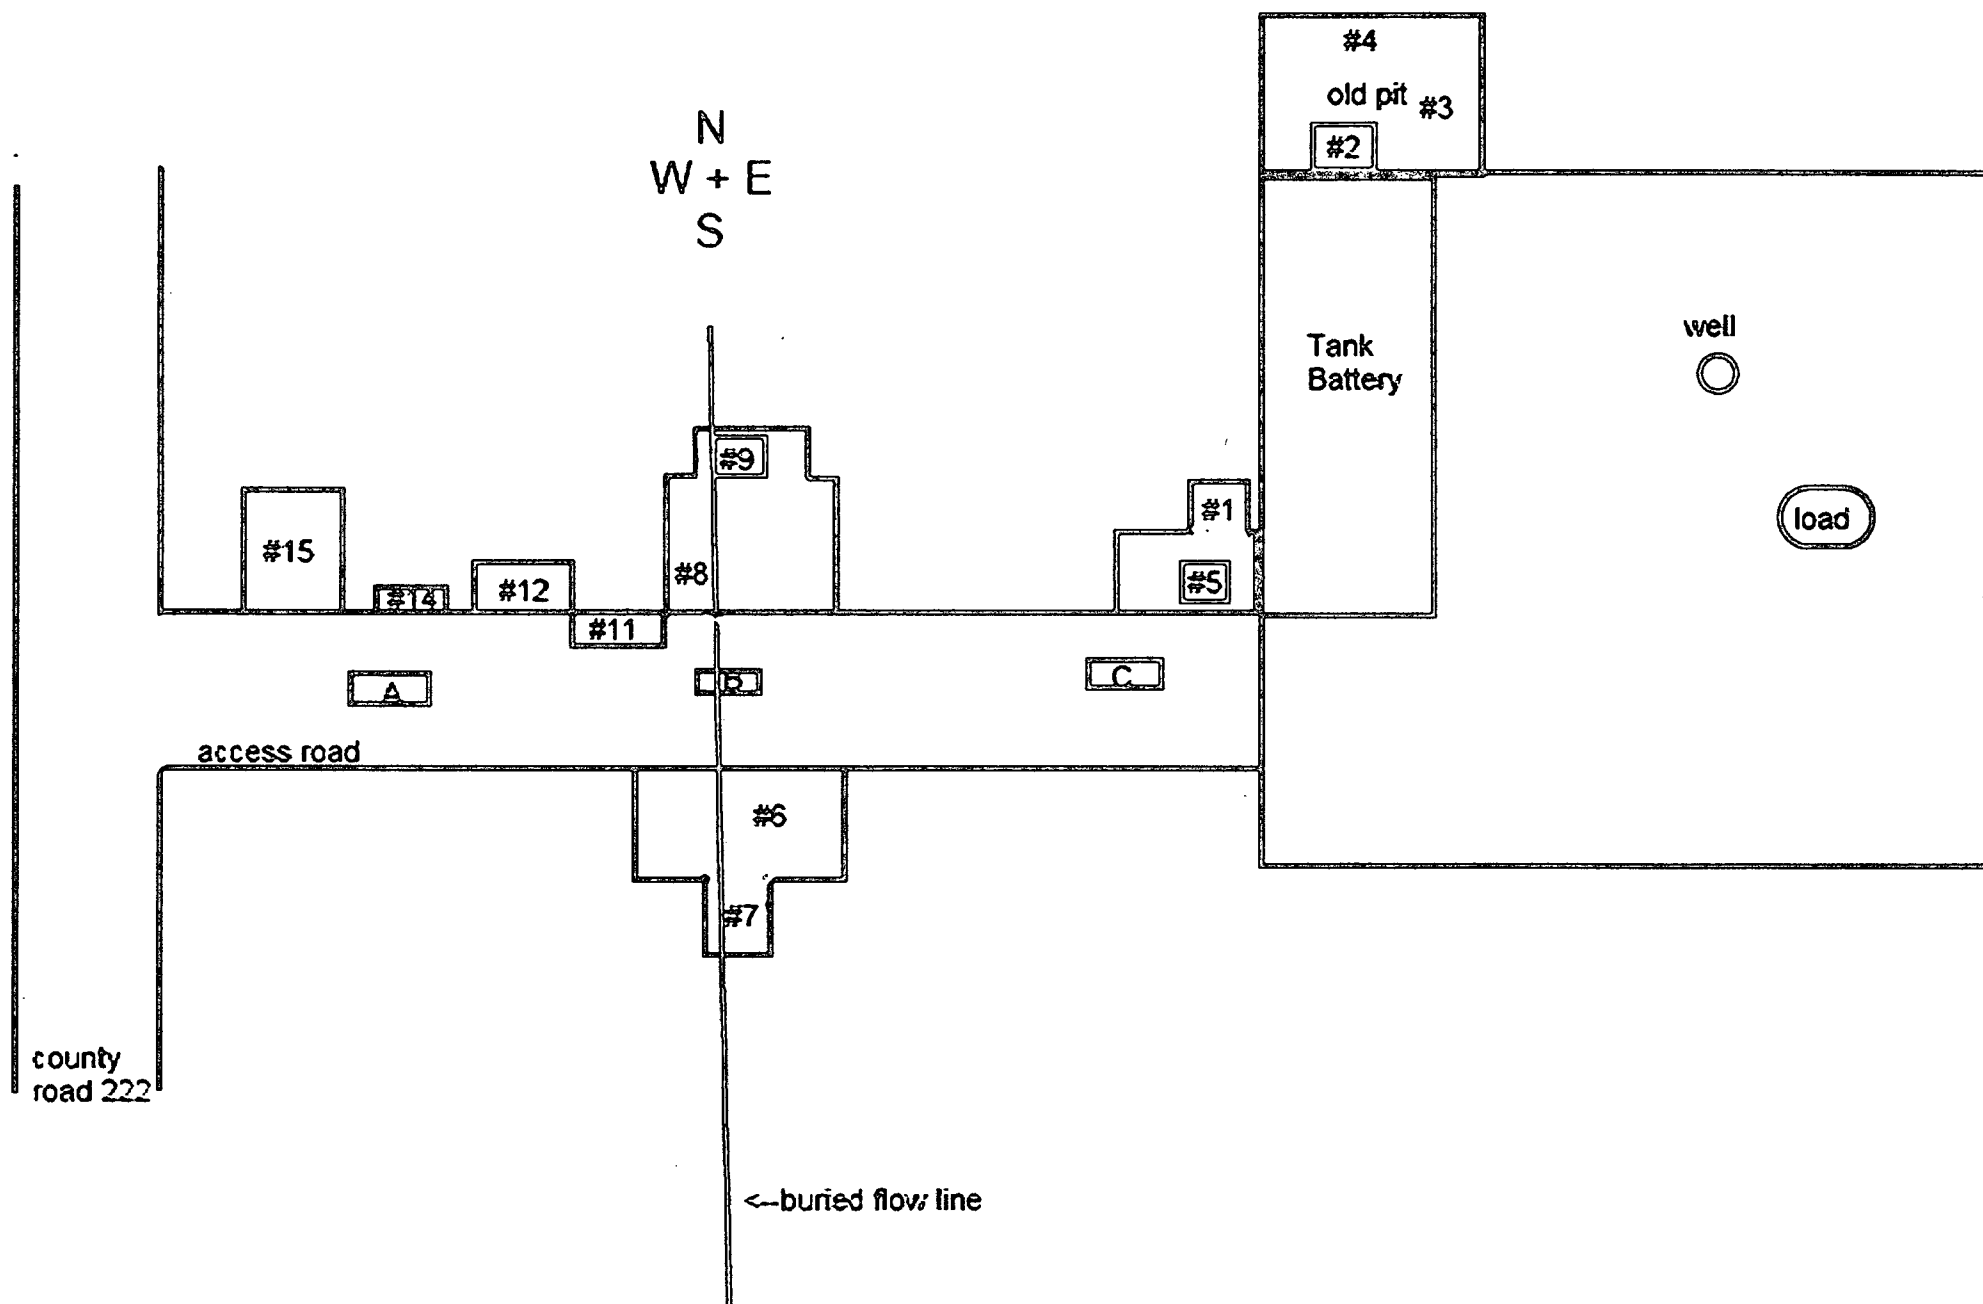 #4
old pit #3
#2
N
W + E
S
well
Tank
Battery
#9
#1
load
#15
#8
#5
#12
#14
#11
A
C
access road
#6
#7
county
road 222
<--buried flow line